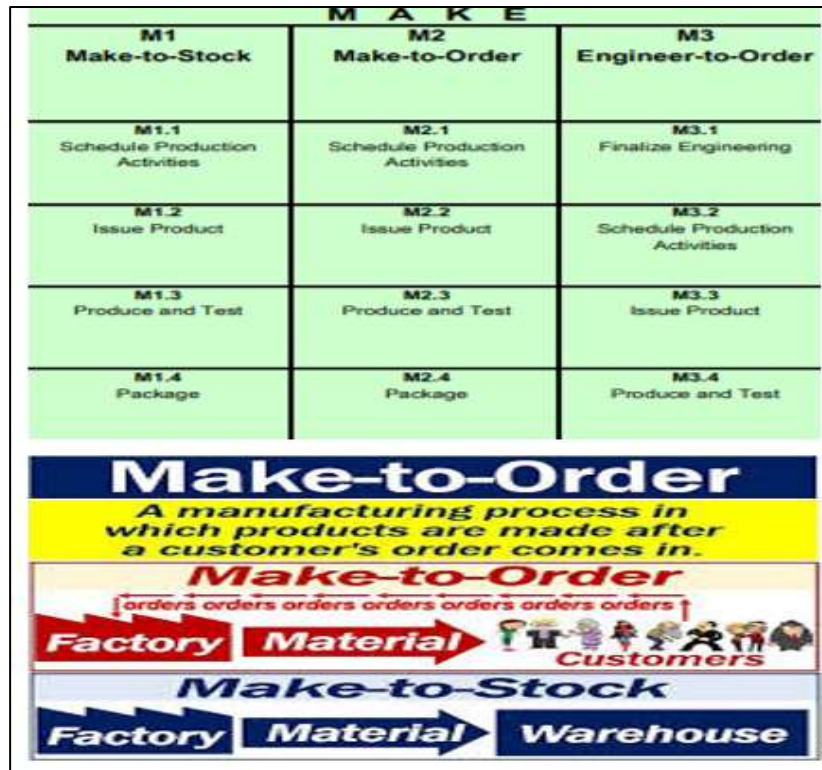 M A K E
M1 M2 M3
Make-to-Stock Make-to-Order Engineer-to-Order
M1.1 M2.1 M3.1
Schedule Production Schedule Production Finalize Engineering
Activities Activities
M1.2 M2.2 M3.2
Issue Product Issue Product Schedule Production
Activities
M1.3 M2.3 M3.3
Produce and Test Produce and Test Issue Product
M1.4 M2.4 M3.4
Package Package Produce and Test
Make-to-Order
A manufacturing process in
which products are made after
a customer's order comes in.
Make-to-Order
orders orders orders orders orders orders orders
Factory Material
Customers
Make-to-Stock
Factory Material Warehouse